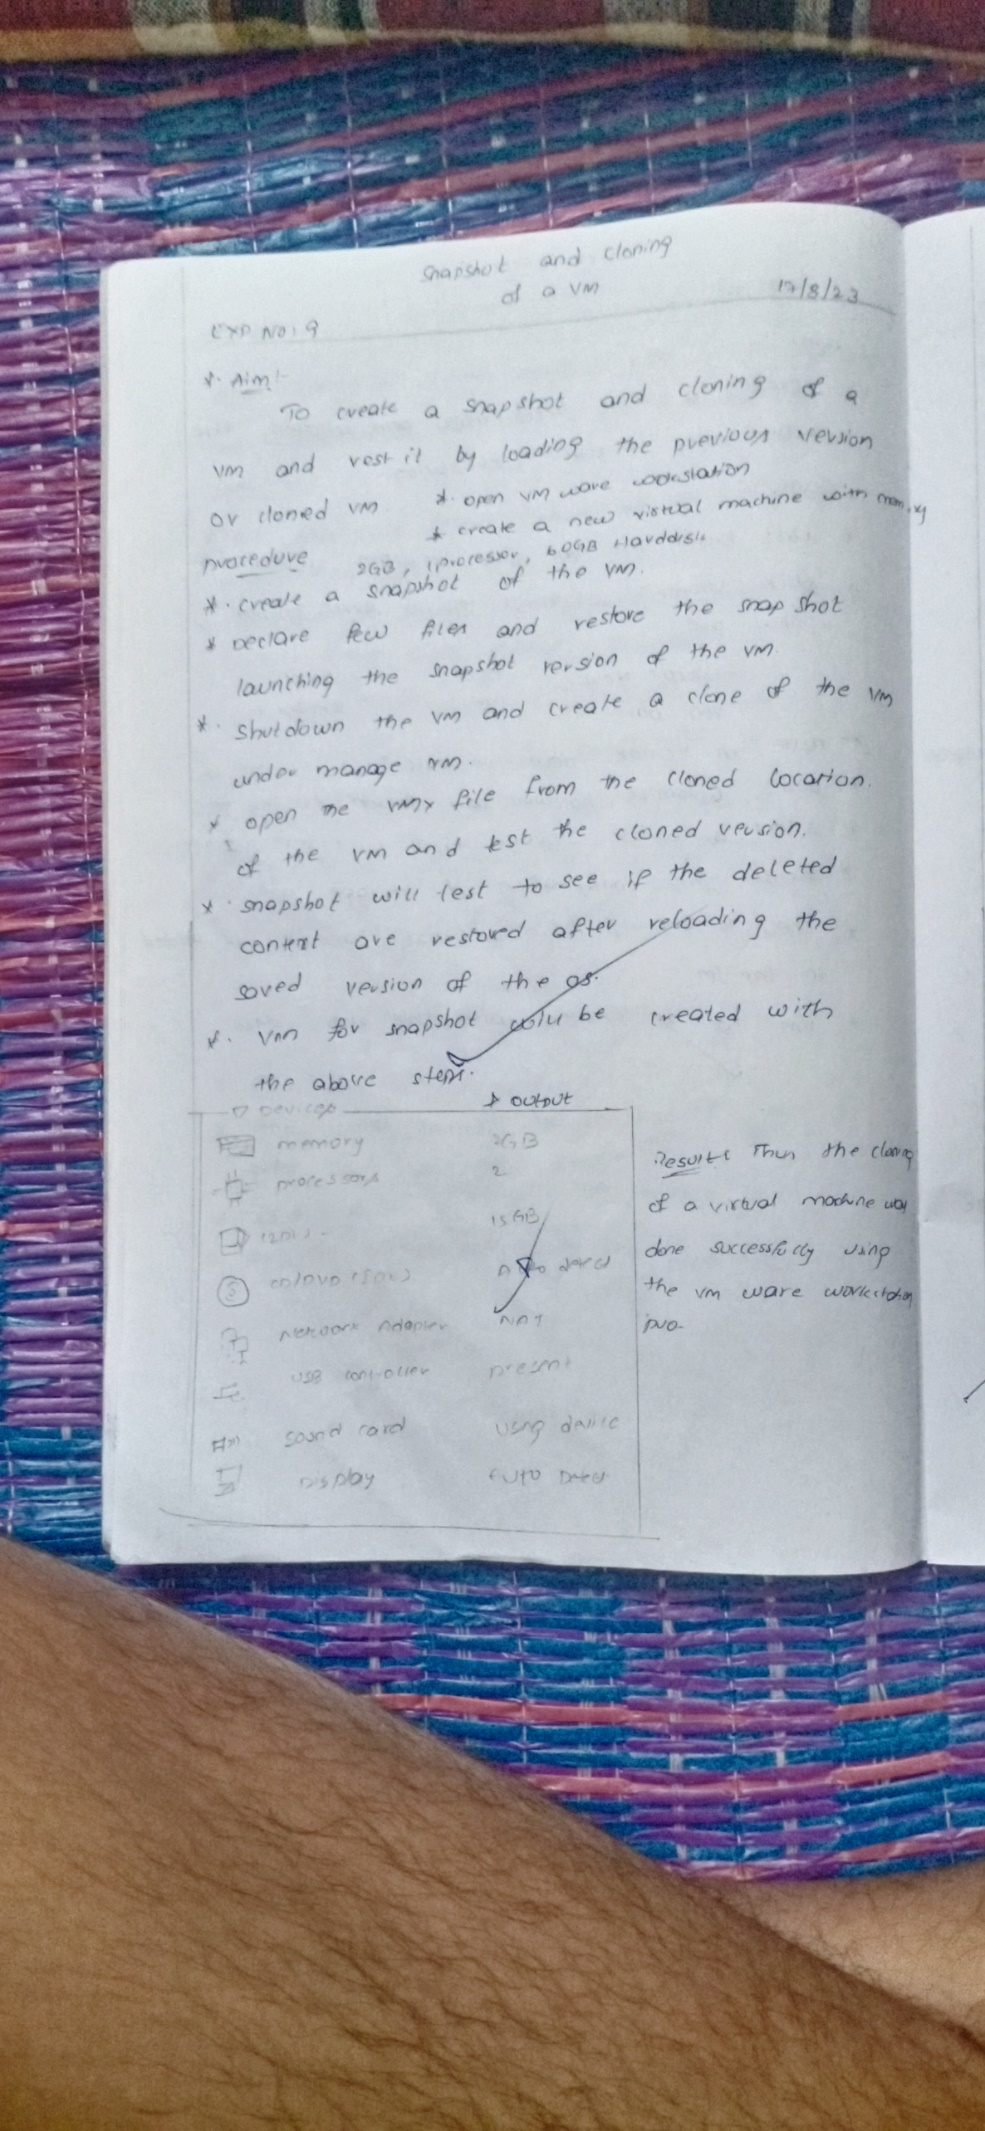 Snapshot and cloning
of a VM
17/8/23
EXP NO: 9
*. Aim:-
To create a snapshot and cloning of a
VM and rest it by loading the previous version
or cloned VM
*. open VM ware workstation
* create a new virtual machine with memory
procedure 2GB, 1 processor, 60GB Harddisk
*. create a snapshot of the VM.
* Declare few files and restore the snap shot
launching the snapshot version of the VM.
*. Shutdown the VM and create a clone of the VM
under manage VM.
* open the vmx file from the cloned location.
of the VM and test the cloned version.
* snapshot will test to see if the deleted
content are restored after reloading the
soved version of the os.
*. Vm for snapshot be created with
the above steps.
* output
Devices
memory 2GB
processors 2
15GB
Network Adapter NAT
USB controller present
Sound card using device
Display Auto
Result: Thus the cloning
of a virtual machine was
done successfully using
the vm ware workstation
pro.